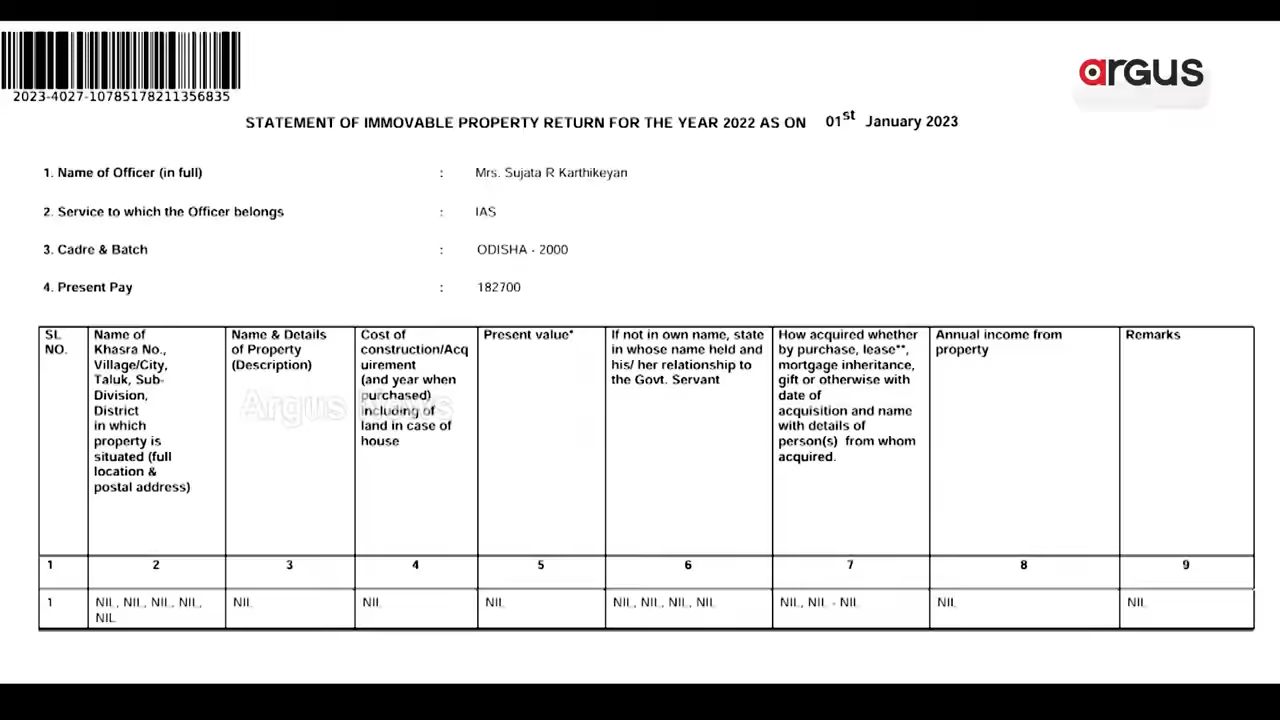 2023-4027-10785178211356835
argus
STATEMENT OF IMMOVABLE PROPERTY RETURN FOR THE YEAR 2022 AS ON 01st January 2023
1. Name of Officer (in full) : Mrs. Sujata R Karthikeyan
2. Service to which the Officer belongs : IAS
3. Cadre & Batch : ODISHA - 2000
4. Present Pay : 182700
SL
NO.
Name of
Khasra No.,
Village/City,
Taluk, Sub-
Division,
District
in which
property is
situated (full
location &
postal address)
Name & Details
of Property
(Description)
Cost of
construction/Acq
uirement
(and year when
purchased)
including of
land in case of
house
Present value*
If not in own name, state
in whose name held and
his/ her relationship to
the Govt. Servant
How acquired whether
by purchase, lease**,
mortgage inheritance,
gift or otherwise with
date of
acquisition and name
with details of
person(s) from whom
acquired.
Annual income from
property
Remarks
Argus News
1 2 3 4 5 6 7 8 9
1 NIL, NIL, NIL, NIL, NIL NIL NIL NIL, NIL, NIL, NIL NIL, NIL - NIL NIL NIL
NIL